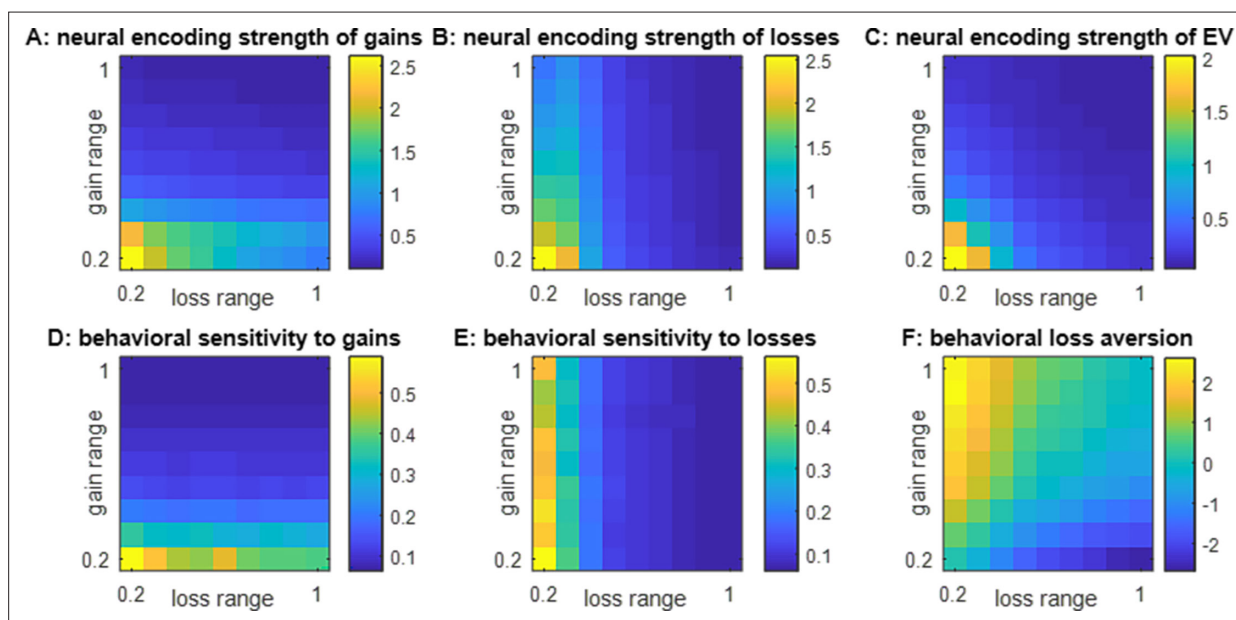 A: neural encoding strength of gains
1
gain range
0.2
0.2
loss range
1
2.5
2
1.5
1
0.5
B: neural encoding strength of losses
1
gain range
0.2
0.2
loss range
1
2.5
2
1.5
1
0.5
C: neural encoding strength of EV
1
gain range
0.2
0.2
loss range
1
2
1.5
1
0.5
D: behavioral sensitivity to gains
1
gain range
0.2
0.2
loss range
1
0.5
0.4
0.3
0.2
0.1
E: behavioral sensitivity to losses
1
gain range
0.2
0.2
loss range
1
0.5
0.4
0.3
0.2
0.1
F: behavioral loss aversion
1
gain range
0.2
0.2
loss range
1
2
1
0
-1
-2